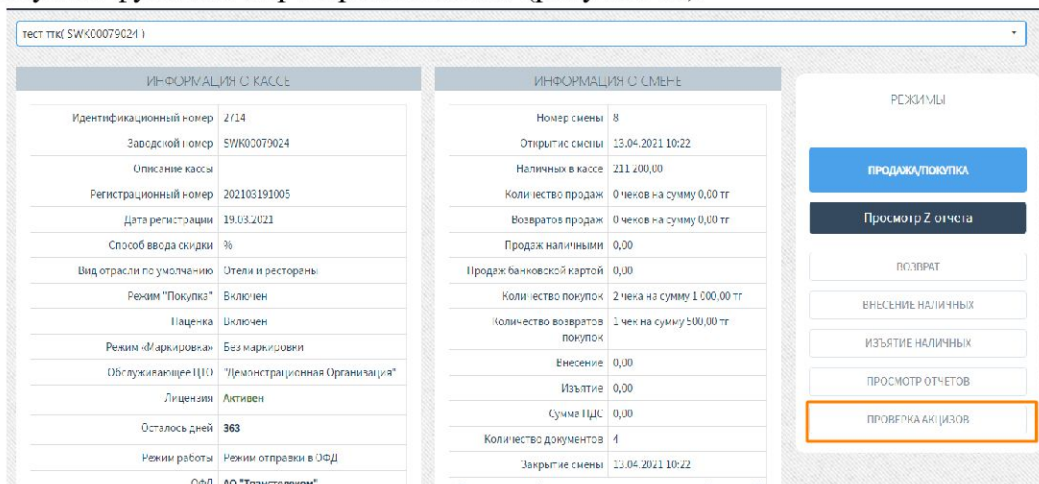 тест ттк( SWK00079024 )
ИНФОРМАЦИЯ О КАССЕ
Идентификационный номер 2714
Заводской номер SWK00079024
Описание кассы
Регистрационный номер 202103191005
Дата регистрации 19.03.2021
Способ ввода скидки %
Вид отрасли по умолчанию Отели и рестораны
Режим "Покупка" Включен
Наценка Включен
Режим «Маркировка» Без маркировки
Обслуживающее ЦТО "Демонстрационная Организация"
Лицензия Активен
Осталось дней 363
Режим работы Режим отправки в ОФД
ОФД АО "Транстелеком"
ИНФОРМАЦИЯ О СМЕНЕ
Номер смены 8
Открытие смены 13.04.2021 10:22
Наличных в кассе 211 200,00
Количество продаж 0 чеков на сумму 0,00 тг
Возвратов продаж 0 чеков на сумму 0,00 тг
Продаж наличными 0,00
Продаж банковской картой 0,00
Количество покупок 2 чека на сумму 1 000,00 тг
Количество возвратов покупок 1 чек на сумму 500,00 тг
Внесение 0,00
Изъятие 0,00
Сумма НДС 0,00
Количество документов 4
Закрытие смены 13.04.2021 10:22
РЕЖИМЫ
ПРОДАЖА/ПОКУПКА
Просмотр Z отчета
ВОЗВРАТ
ВНЕСЕНИЕ НАЛИЧНЫХ
ИЗЪЯТИЕ НАЛИЧНЫХ
ПРОСМОТР ОТЧЕТОВ
ПРОВЕРКА АКЦИЗОВ